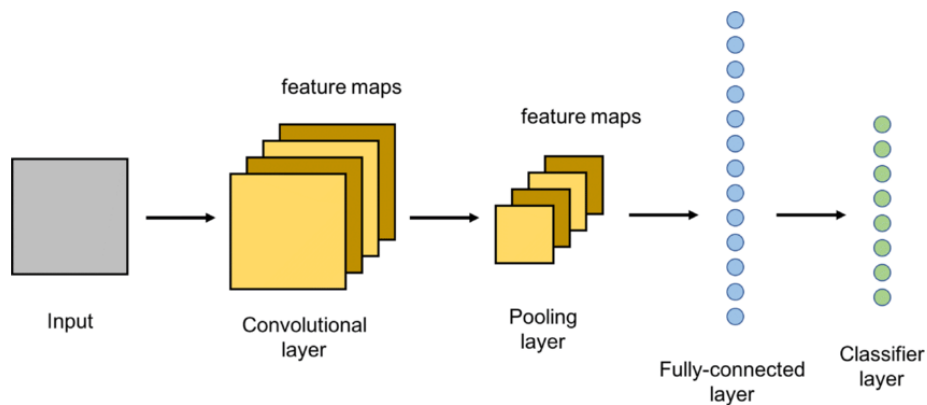 feature maps
feature maps
Input
Convolutional
layer
Pooling
layer
Fully-connected
layer
Classifier
layer